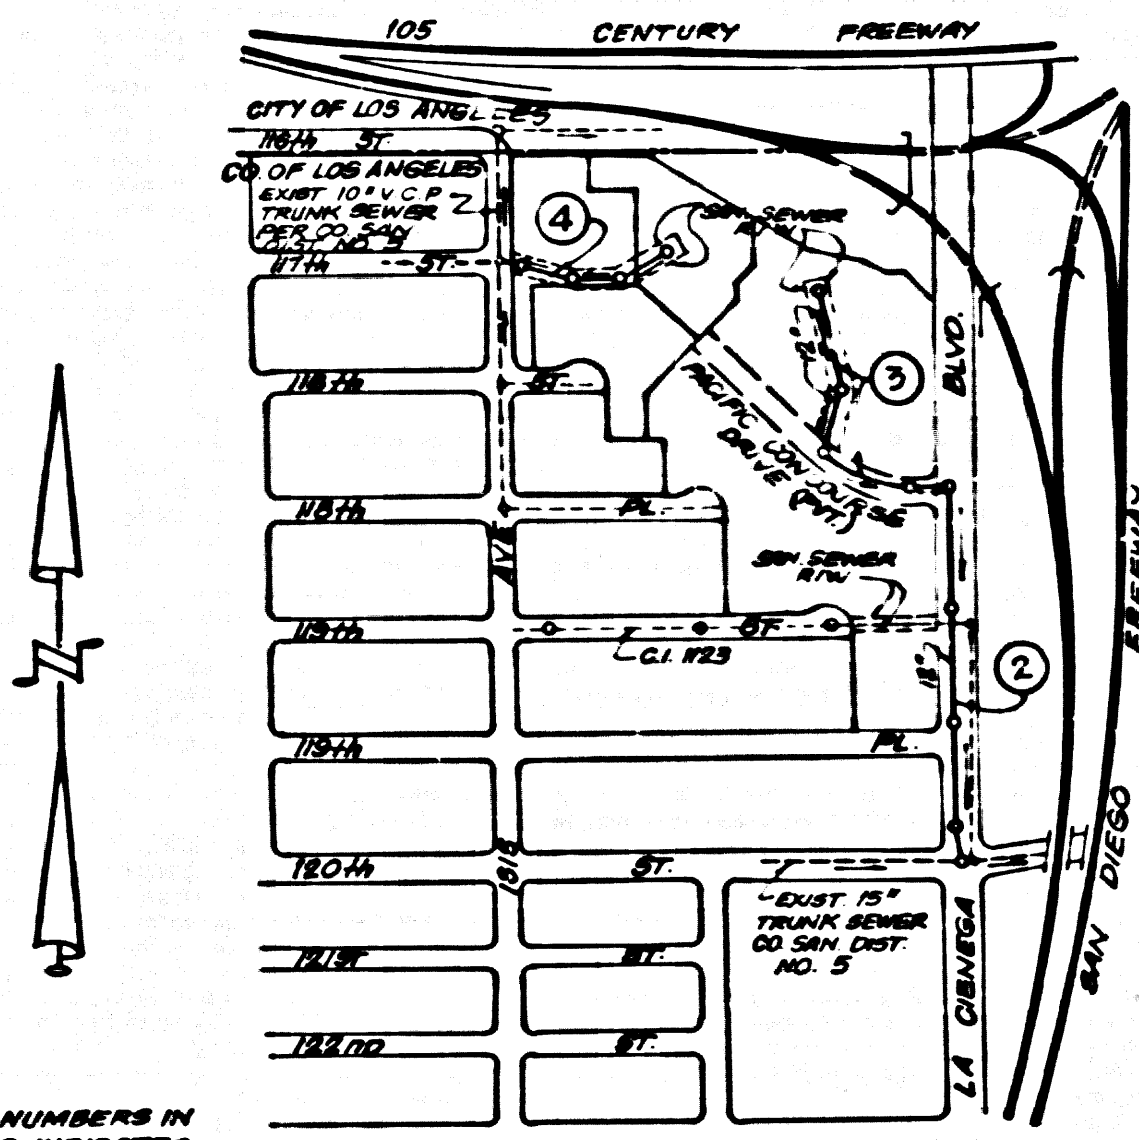 105 CENTURY FREEWAY
CITY OF LOS ANGELES
116th ST.
CO. OF LOS ANGELES
EXIST 10" V.C.P.
TRUNK SEWER
PER CO. SAN
DIST. NO. 5
4
SAN. SEWER
R/W
117th ST.
12"
3
BLVD.
118th ST.
PACIFIC CONCOURSE
DRIVE (PVT.)
118th PL.
AVE
SAN. SEWER
R/W
FREEWAY
119th ST.
C.I. 1123
18"
2
119th PL.
SAN DIEGO
120th ST.
ISIS
EXIST. 15"
TRUNK SEWER
CO. SAN. DIST.
NO. 5
LA CIENEGA
121ST ST.
122ND ST.
NUMBERS IN